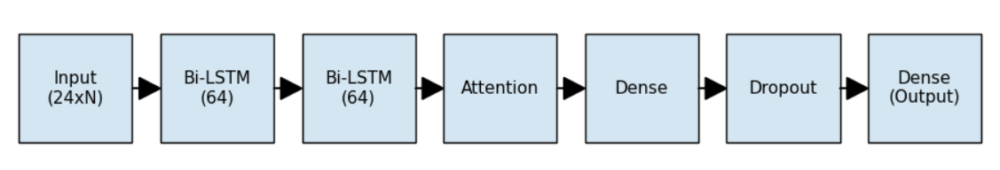 Input
(24xN)
Bi-LSTM
(64)
Bi-LSTM
(64)
Attention
Dense
Dropout
Dense
(Output)